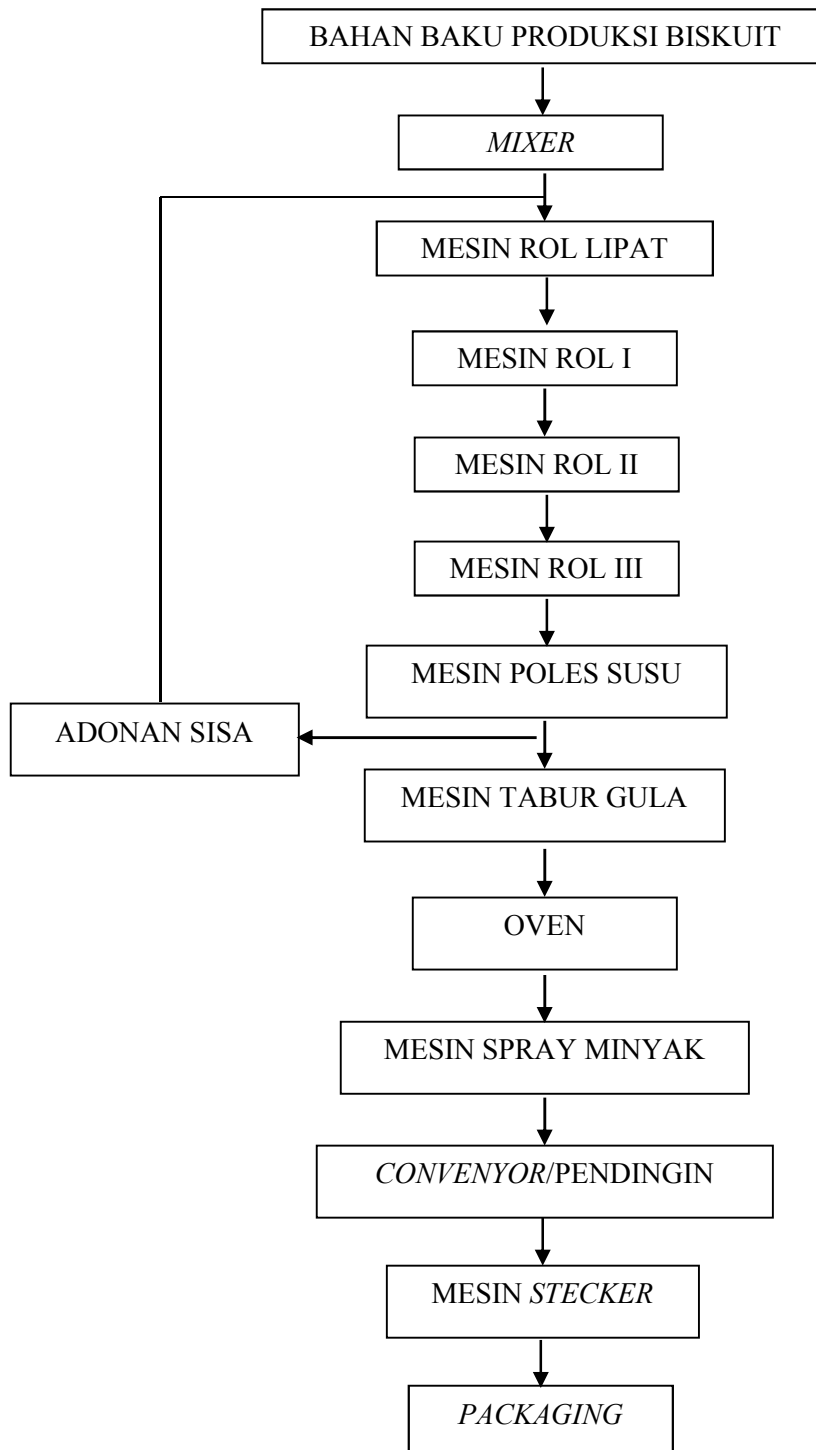 BAHAN BAKU PRODUKSI BISKUIT
MIXER
MESIN ROL LIPAT
MESIN ROL I
MESIN ROL II
MESIN ROL III
MESIN POLES SUSU
ADONAN SISA
MESIN TABUR GULA
OVEN
MESIN SPRAY MINYAK
CONVENYOR/PENDINGIN
MESIN STECKER
PACKAGING